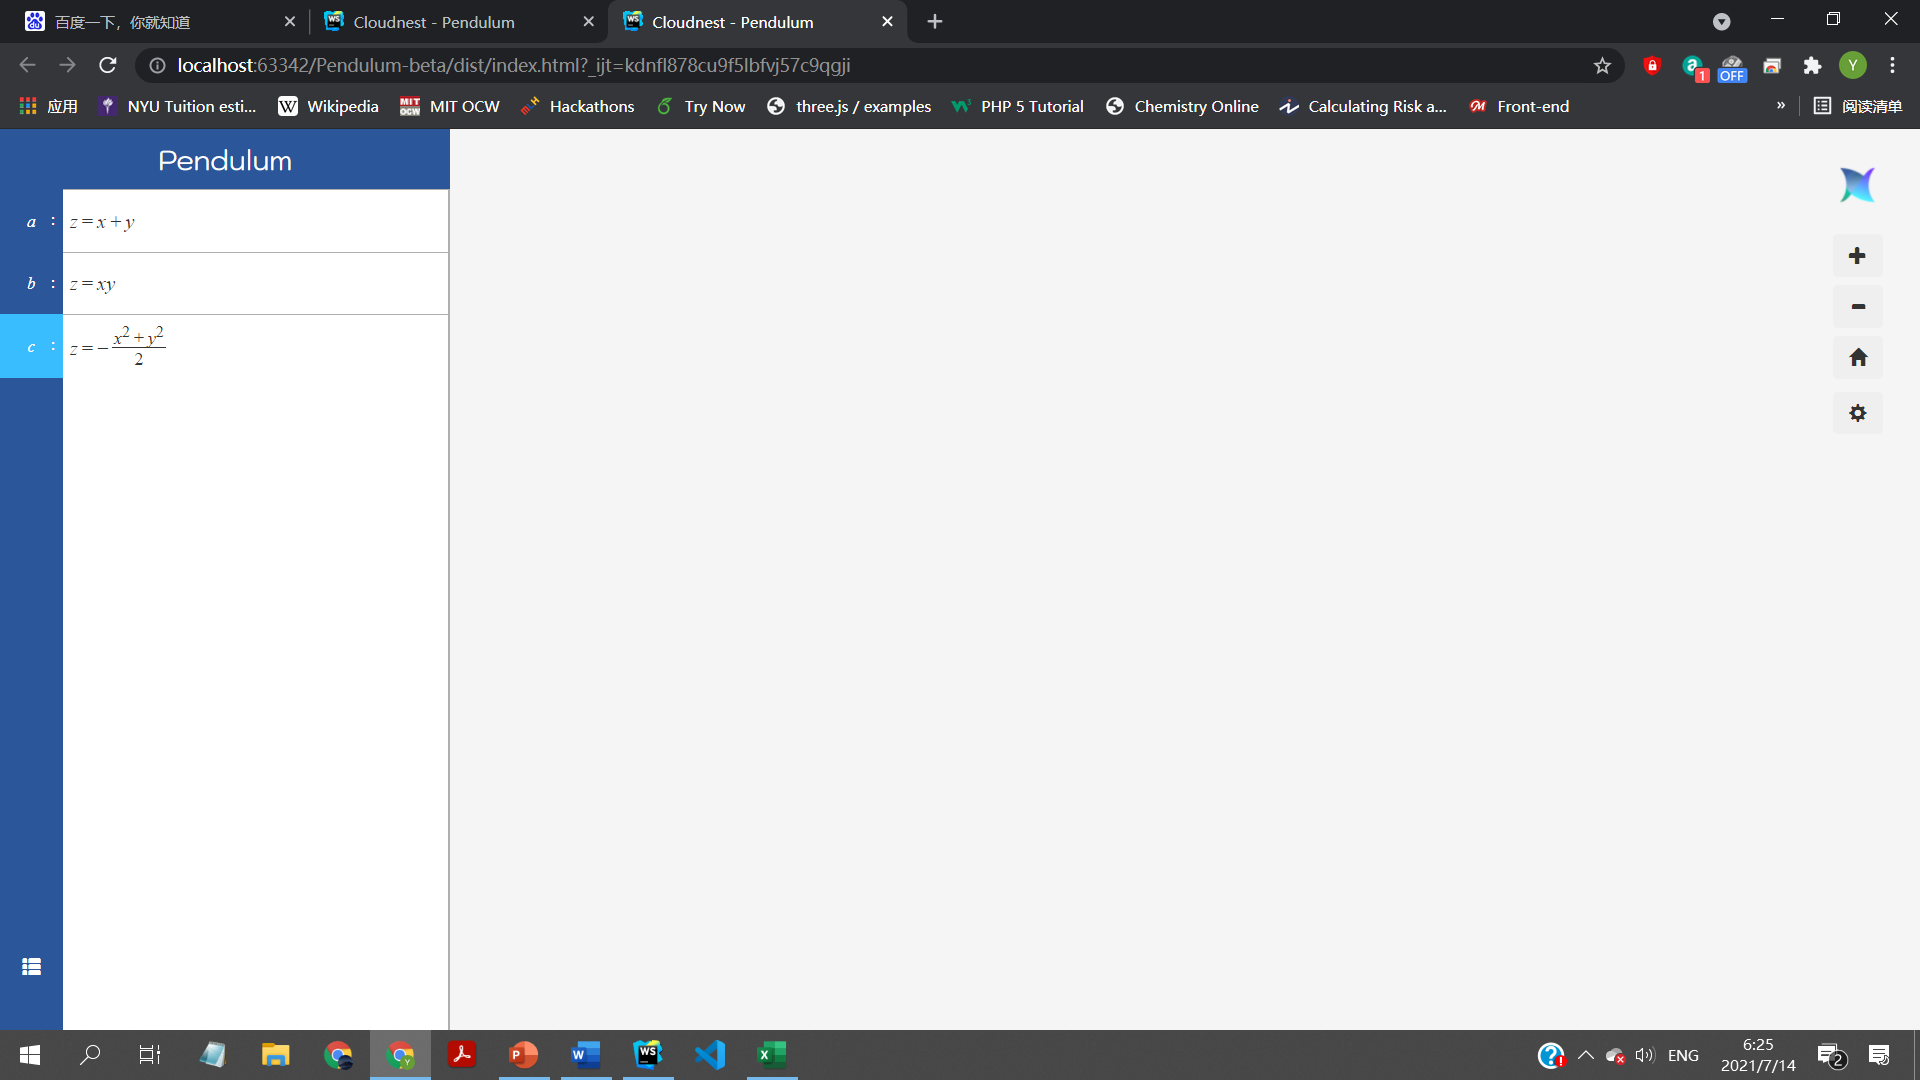 百度一下，你就知道
Cloudnest - Pendulum
Cloudnest - Pendulum
localhost:63342/Pendulum-beta/dist/index.html?_ijt=kdnfl878cu9f5lbfvj57c9qgji
1
OFF
Y
应用
NYU Tuition esti...
Wikipedia
MIT OCW
Hackathons
Try Now
three.js / examples
PHP 5 Tutorial
Chemistry Online
Calculating Risk a...
Front-end
»
阅读清单
Pendulum
a : z = x + y
b : z = xy
c : z = − (x² + y²) / 2
ENG
6:25
2021/7/14
2